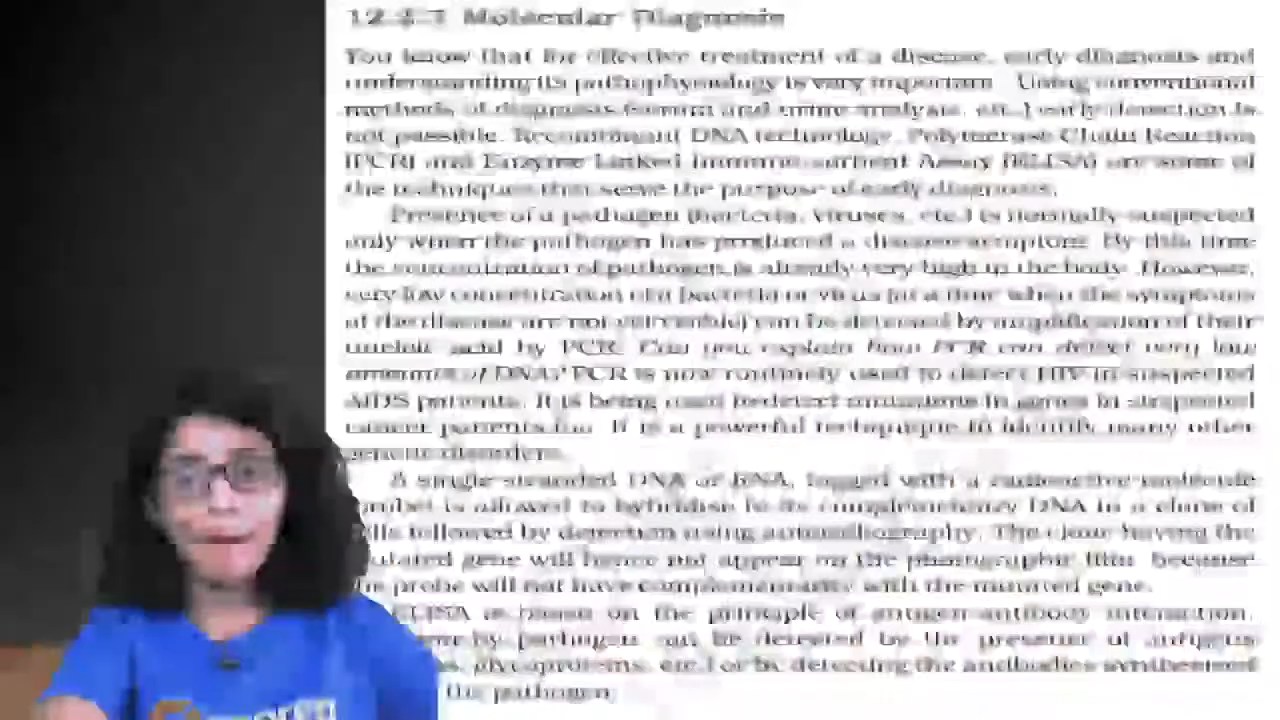 12.2.3 Molecular Diagnosis
You know that for effective treatment of a disease, early diagnosis and
understanding its pathophysiology is very important. Using conventional
methods of diagnosis (serum and urine analysis, etc.) early detection is
not possible. Recombinant DNA technology, Polymerase Chain Reaction
(PCR) and Enzyme Linked Immuno-sorbent Assay (ELISA) are some of
the techniques that serve the purpose of early diagnosis.
Presence of a pathogen (bacteria, viruses, etc.) is normally suspected
only when the pathogen has produced a disease symptom. By this time
the concentration of pathogen is already very high in the body. However,
very low concentration of a bacteria or virus (at a time when the symptoms
of the disease are not yet visible) can be detected by amplification of their
nucleic acid by PCR. Can you explain how PCR can detect very low
amounts of DNA? PCR is now routinely used to detect HIV in suspected
AIDS patients. It is being used to detect mutations in genes in suspected
cancer patients too. It is a powerful techqnique to identify many other
genetic disorders.
A single stranded DNA or RNA, tagged with a radioactive molecule
(probe) is allowed to hybridise to its complementary DNA in a clone of
cells followed by detection using autoradiography. The clone having the
mutated gene will hence not appear on the photographic film, because
the probe will not have complementarity with the mutated gene.
ELISA is based on the principle of antigen-antibody interaction.
by pathogen can be detected by the presence of antigens
glycoproteins, etc.) or by detecting the antibodies synthesised
the pathogen.